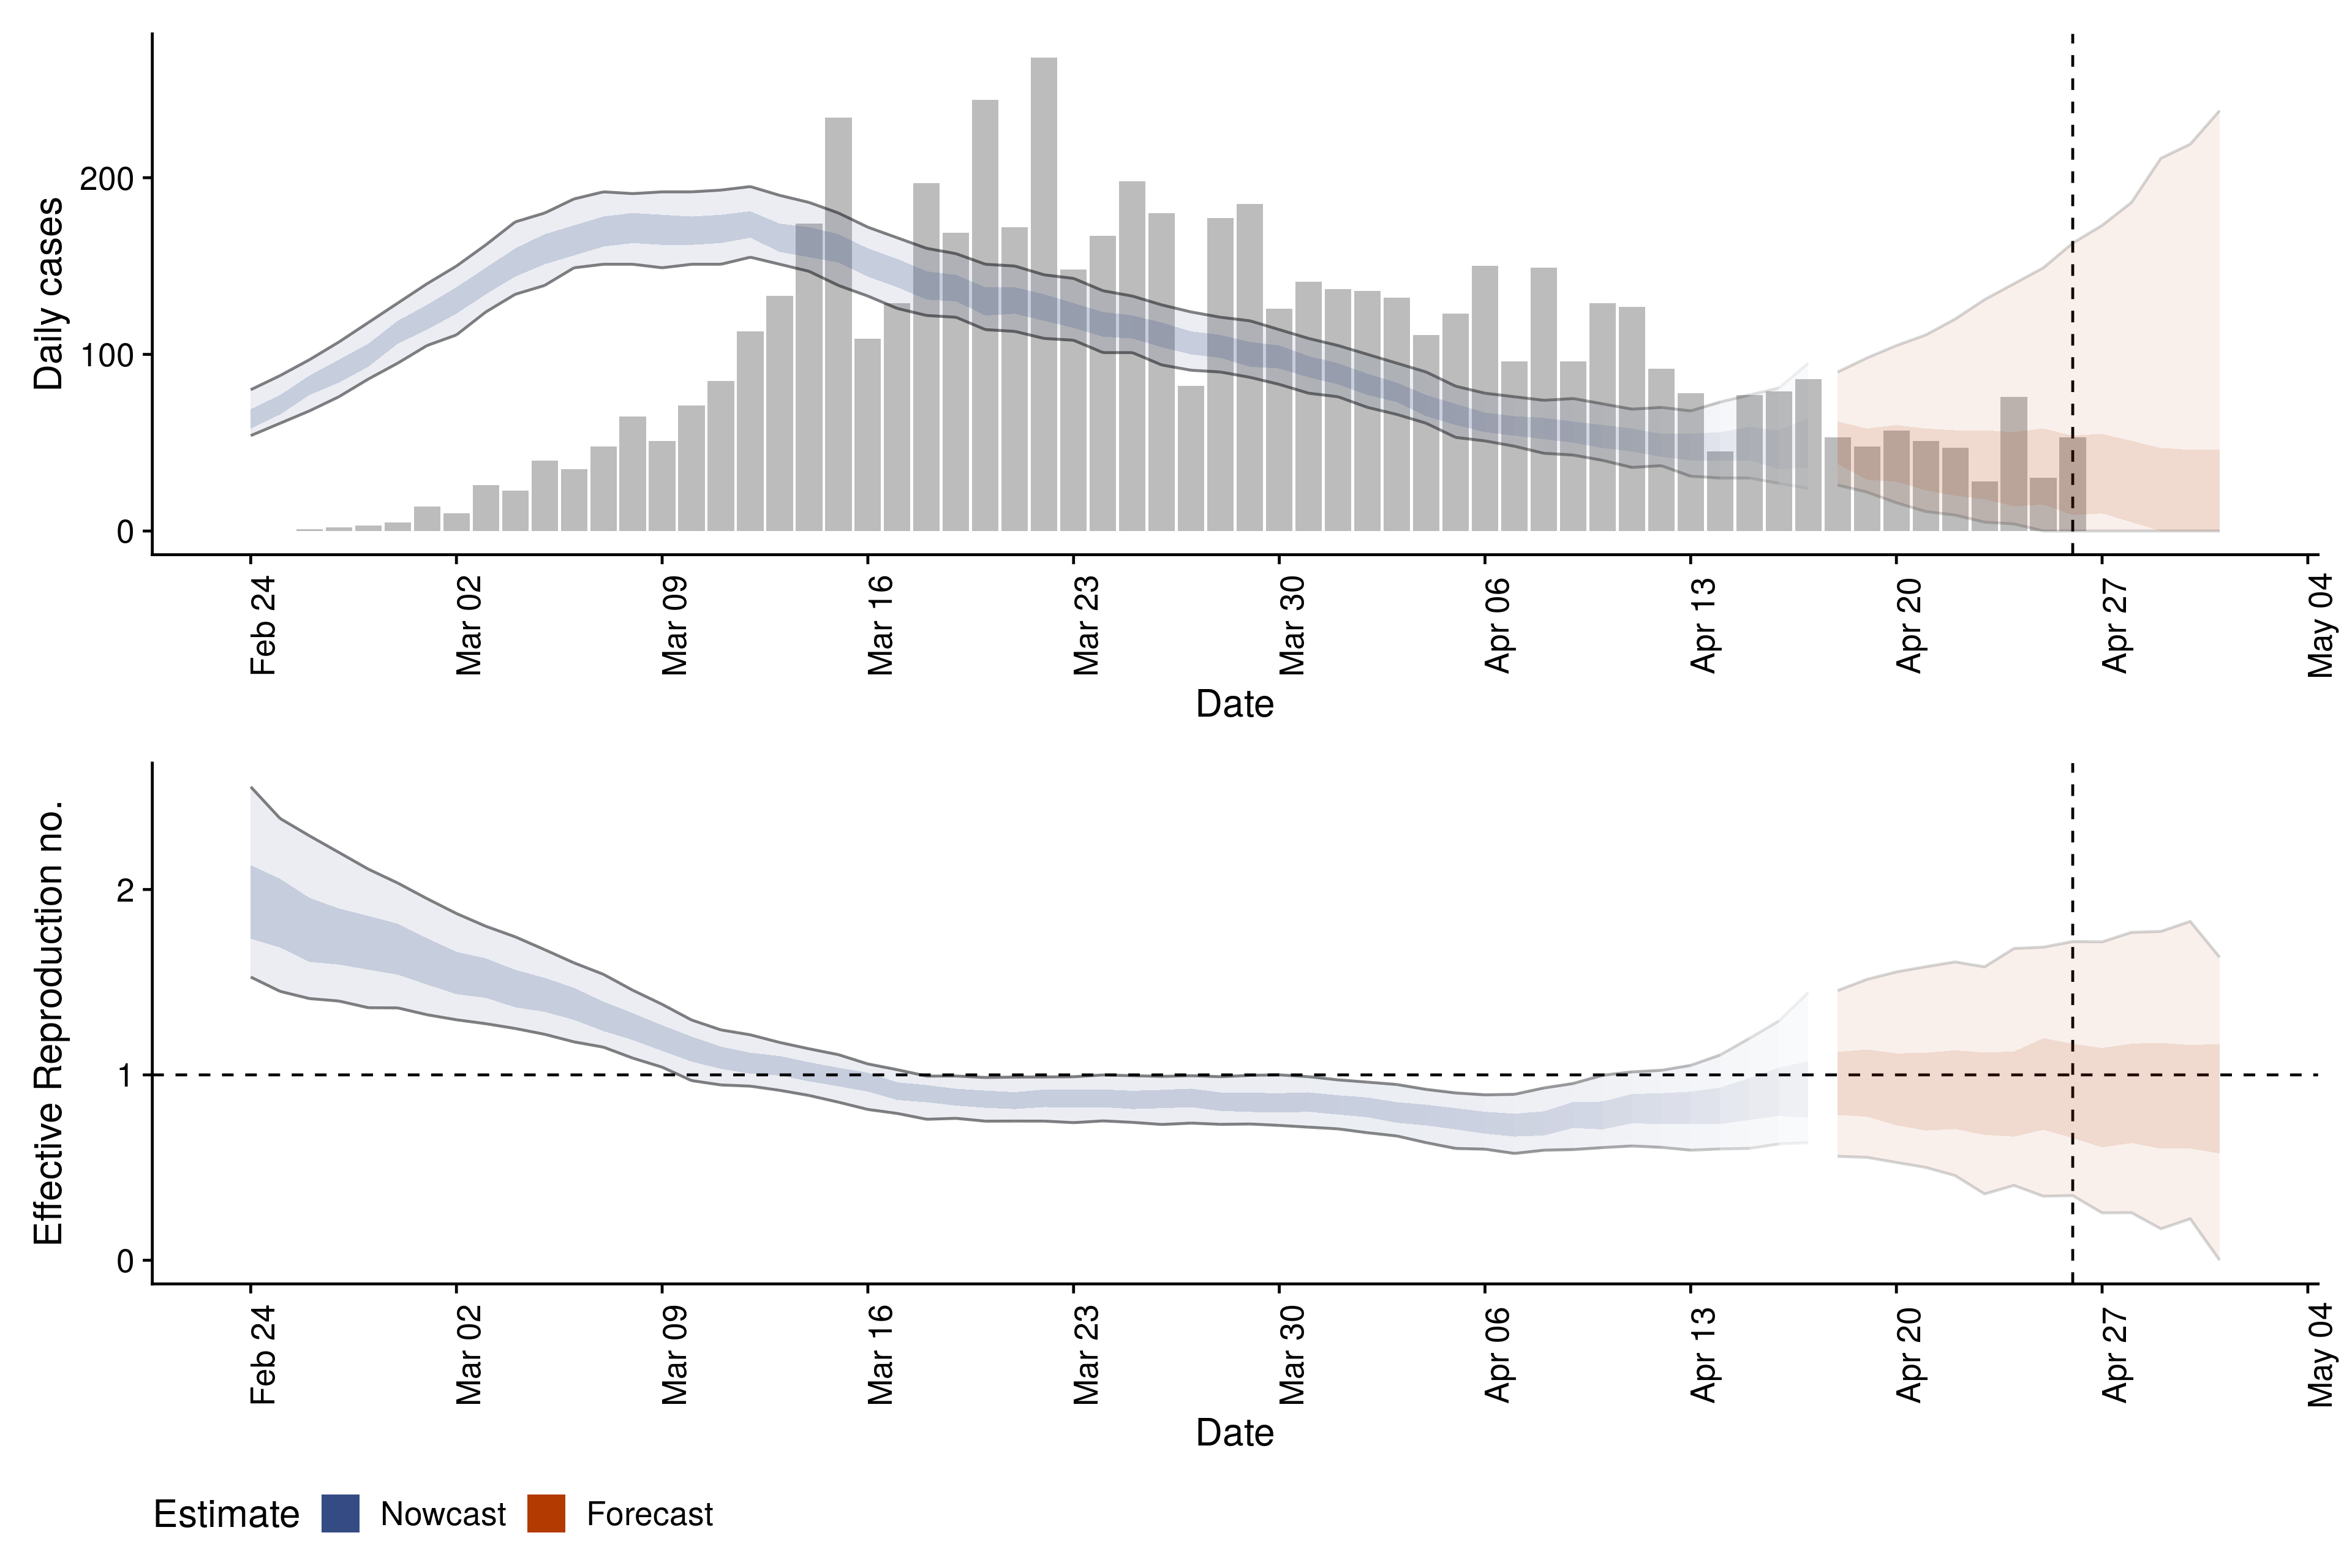 Daily cases
200
100
0
Feb 24
Mar 02
Mar 09
Mar 16
Mar 23
Mar 30
Apr 06
Apr 13
Apr 20
Apr 27
May 04
Date
Effective Reproduction no.
2
1
0
Feb 24
Mar 02
Mar 09
Mar 16
Mar 23
Mar 30
Apr 06
Apr 13
Apr 20
Apr 27
May 04
Date
Estimate Nowcast Forecast